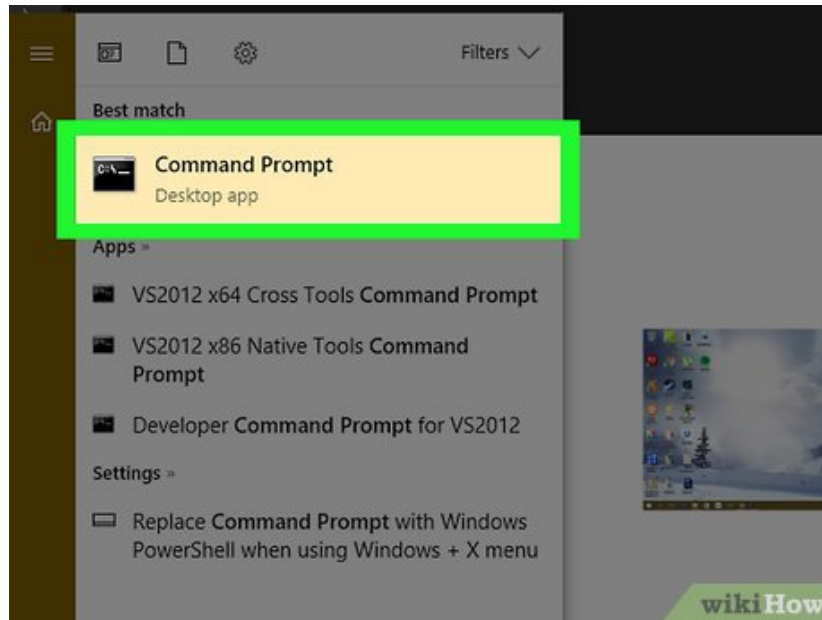 Filters
Best match
Command Prompt
Desktop app
Apps »
VS2012 x64 Cross Tools Command Prompt
VS2012 x86 Native Tools Command
Prompt
Developer Command Prompt for VS2012
Settings »
Replace Command Prompt with Windows
PowerShell when using Windows + X menu
wikiHow